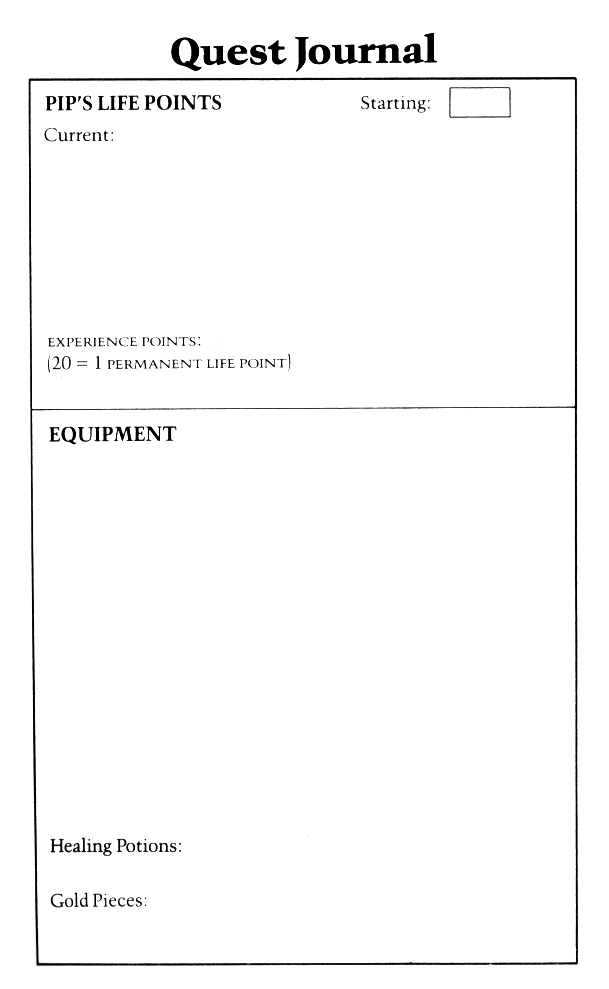 Quest Journal
PIP'S LIFE POINTS Starting:
Current:
EXPERIENCE POINTS:
(20 = 1 PERMANENT LIFE POINT)
EQUIPMENT
Healing Potions:
Gold Pieces: